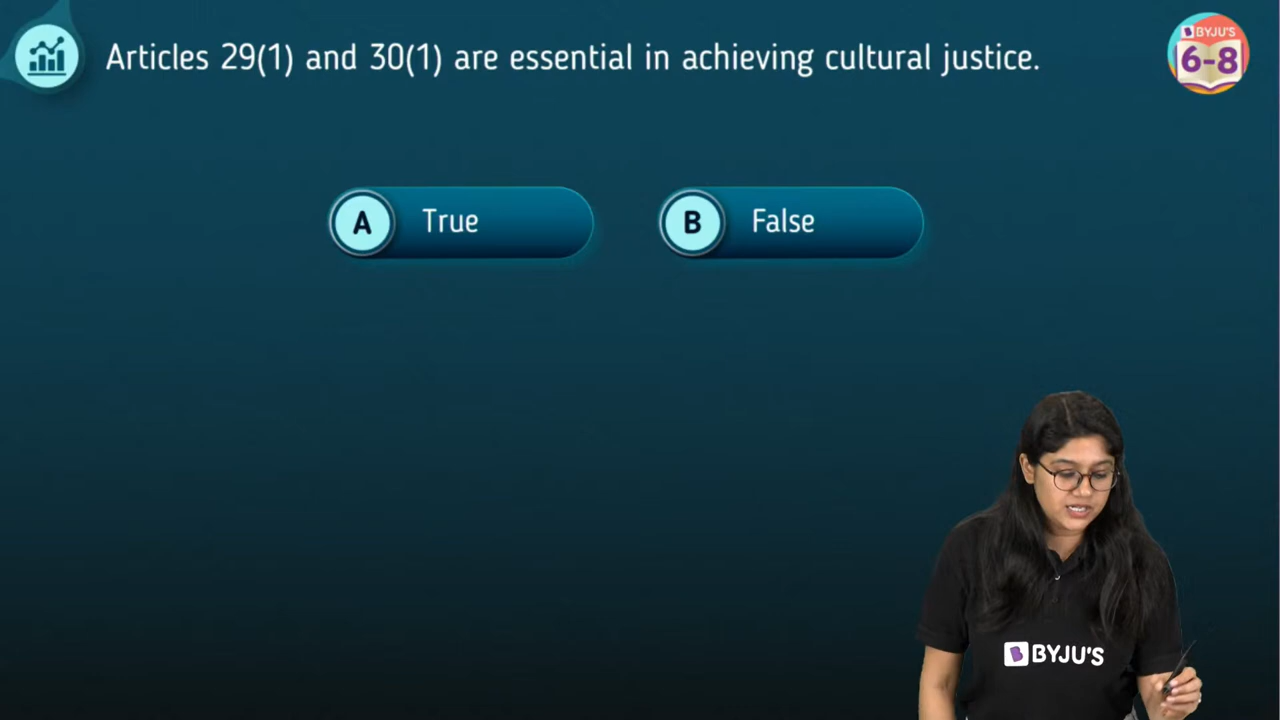 Articles 29(1) and 30(1) are essential in achieving cultural justice.
BYJU'S
6-8
A True
B False
BYJU'S